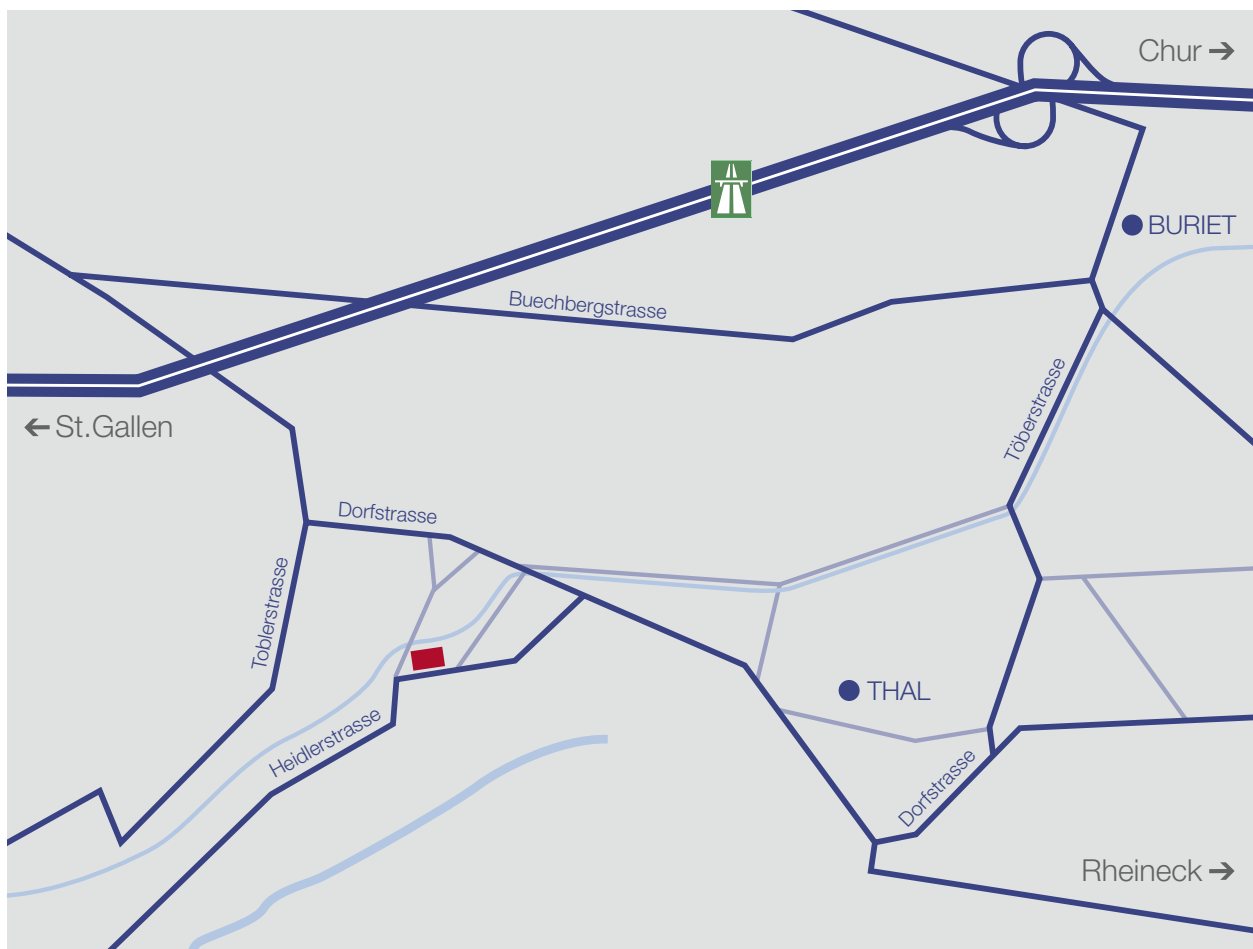 Chur →
BURIET
Buechbergstrasse
← St.Gallen
Töberstrasse
Dorfstrasse
Toblerstrasse
THAL
Heidlerstrasse
Dorfstrasse
Rheineck →